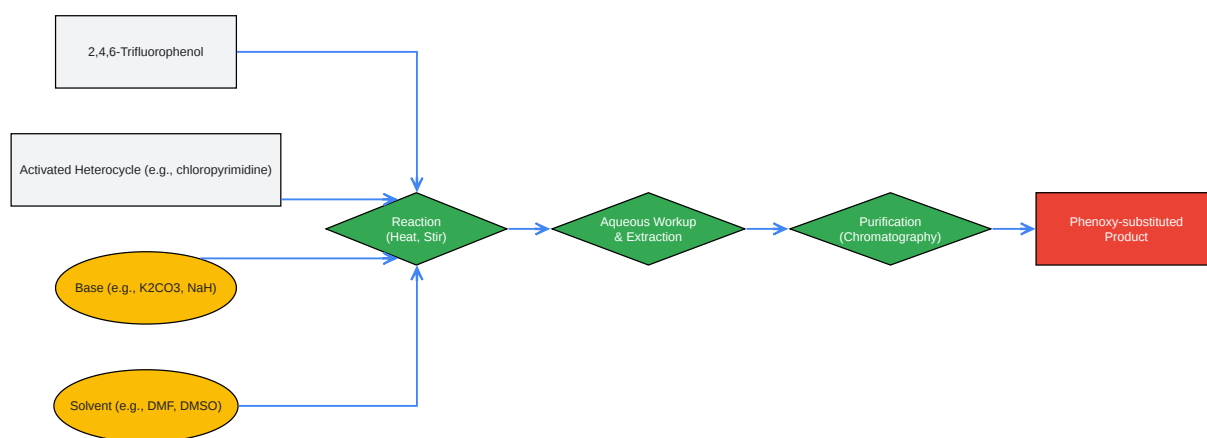 2,4,6-Trifluorophenol
Activated Heterocycle (e.g., chloropyrimidine)
Base (e.g., K2CO3, NaH)
Solvent (e.g., DMF, DMSO)
Reaction
(Heat, Stir)
Aqueous Workup
& Extraction
Purification
(Chromatography)
Phenoxy-substituted
Product